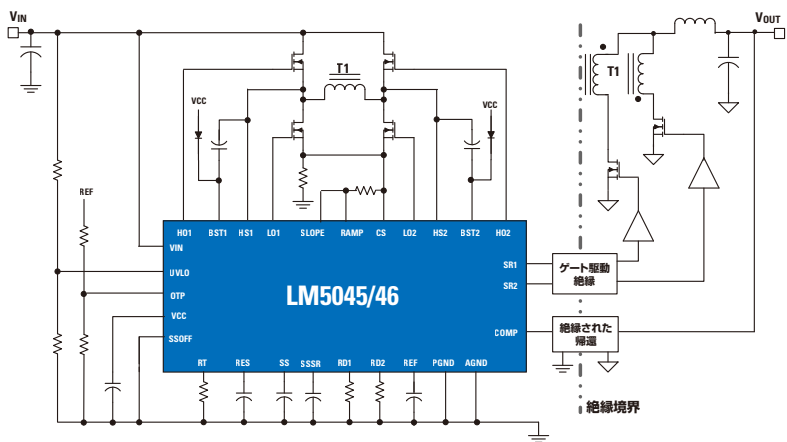 VIN
VOUT
T1
T1
VCC
VCC
REF
HO1 BST1 HS1 LO1 SLOPE RAMP CS LO2 HS2 BST2 HO2
VIN
UVLO
OTP
VCC
SSOFF
LM5045/46
SR1
SR2
COMP
RT RES SS SSSR RD1 RD2 REF PGND AGND
ゲート駆動
絶縁
絶縁された
帰還
絶縁境界